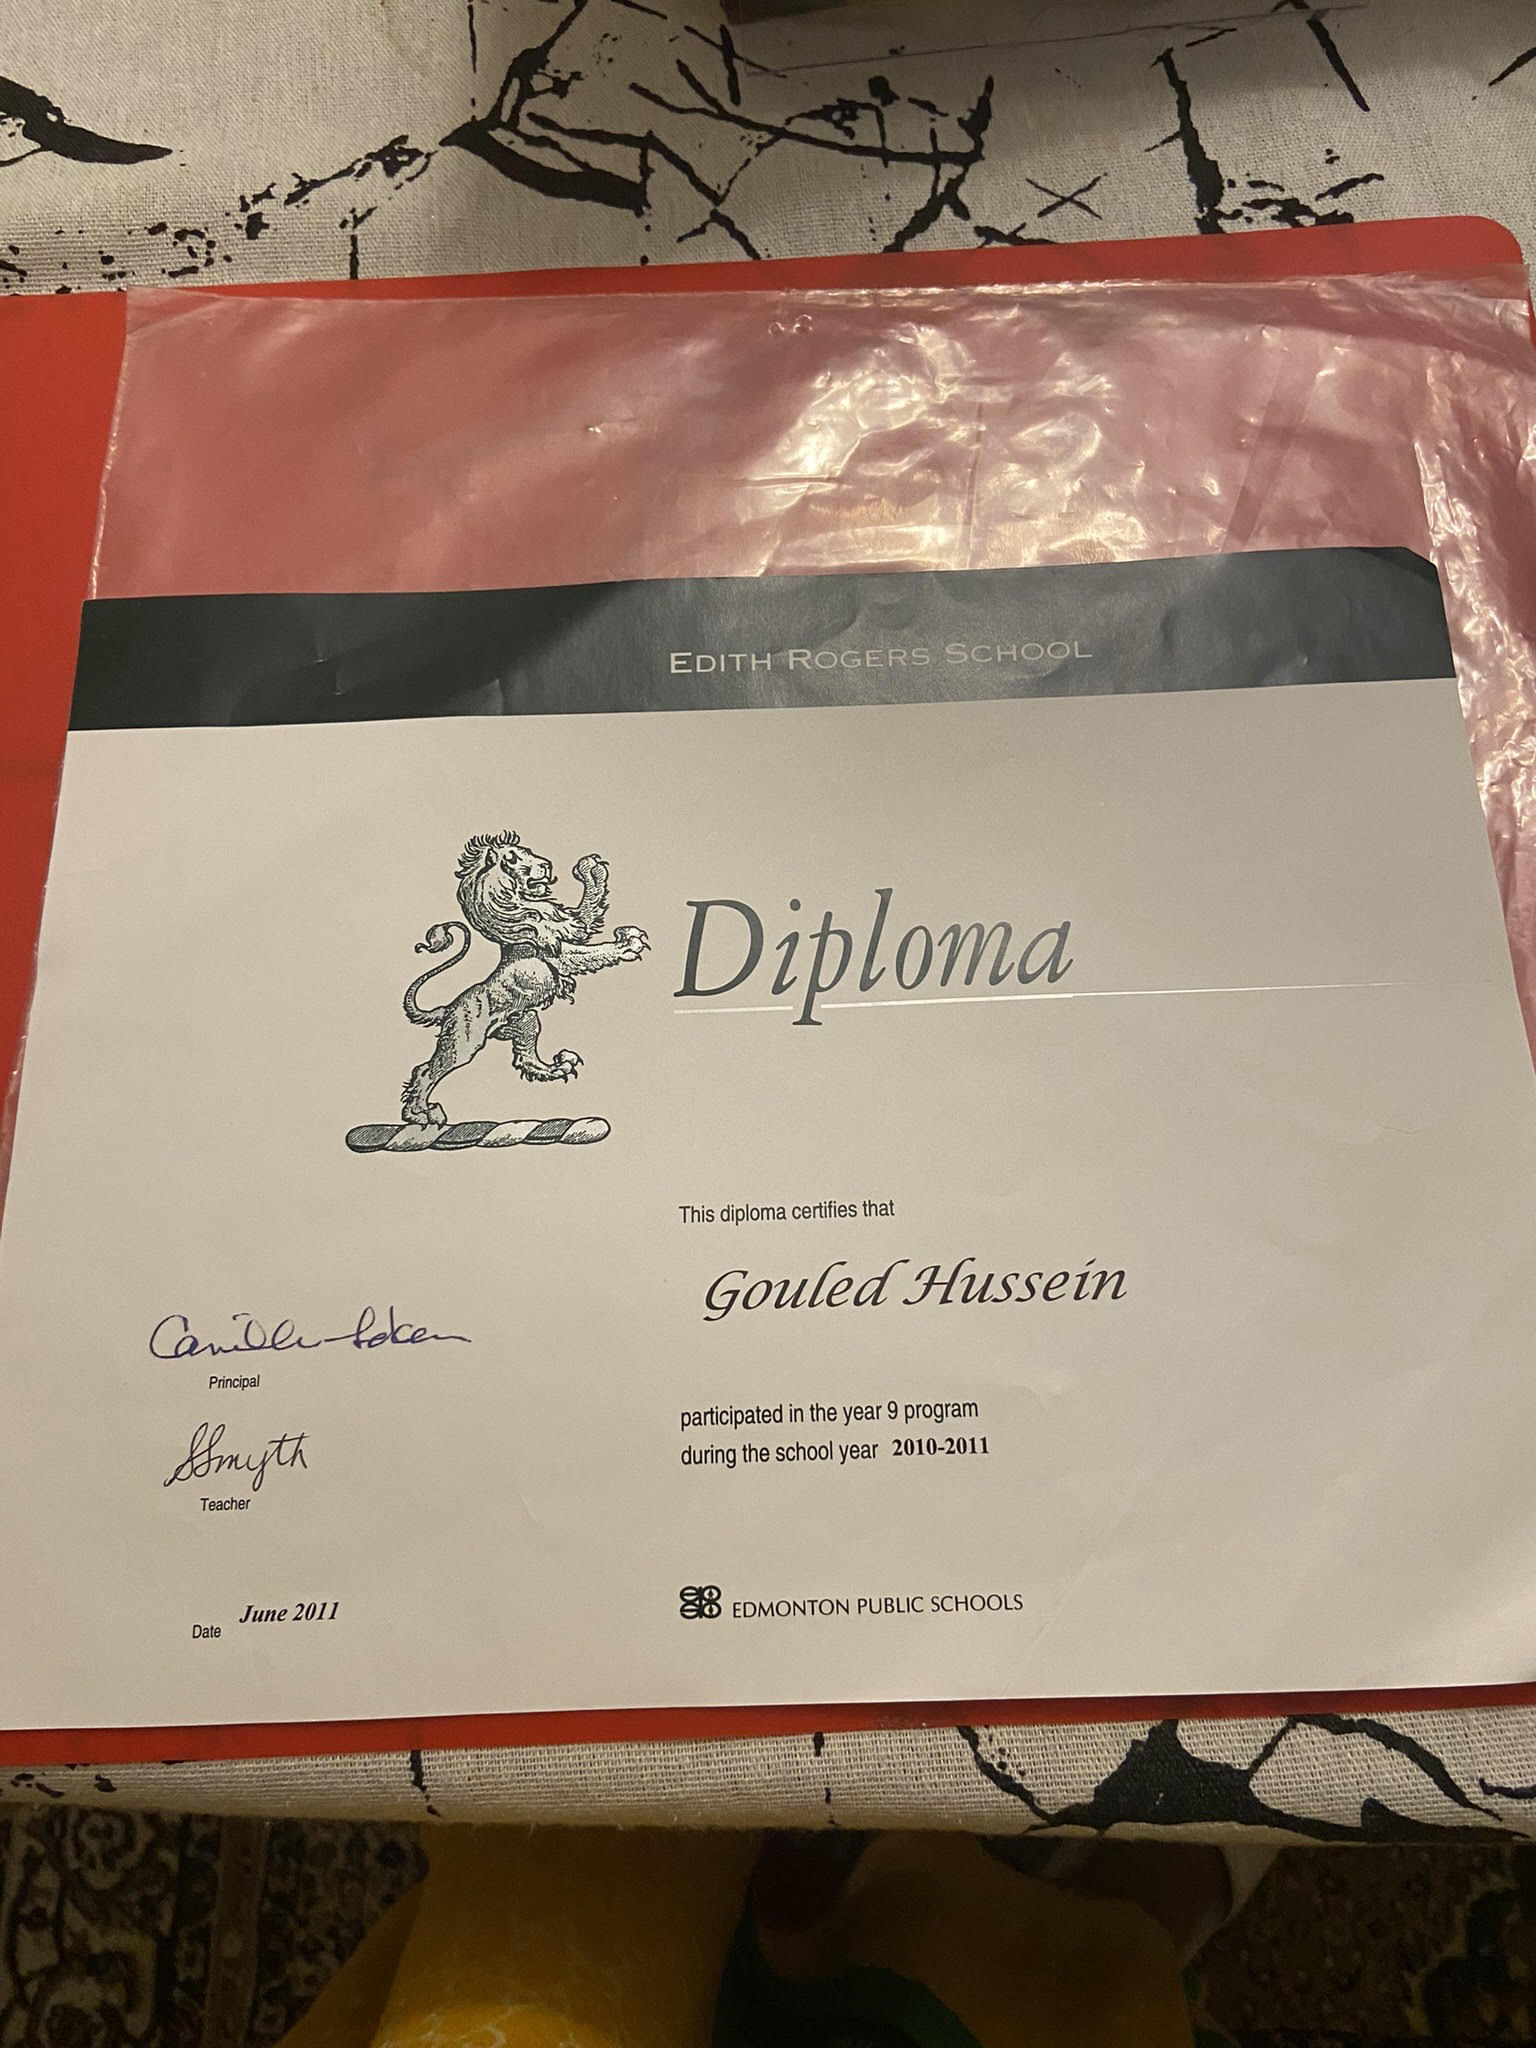 EDITH ROGERS SCHOOL
Diploma
This diploma certifies that
Gouled Hussein
participated in the year 9 program
during the school year 2010-2011
Camille
Principal
SSmyth
Teacher
Date June 2011
EDMONTON PUBLIC SCHOOLS